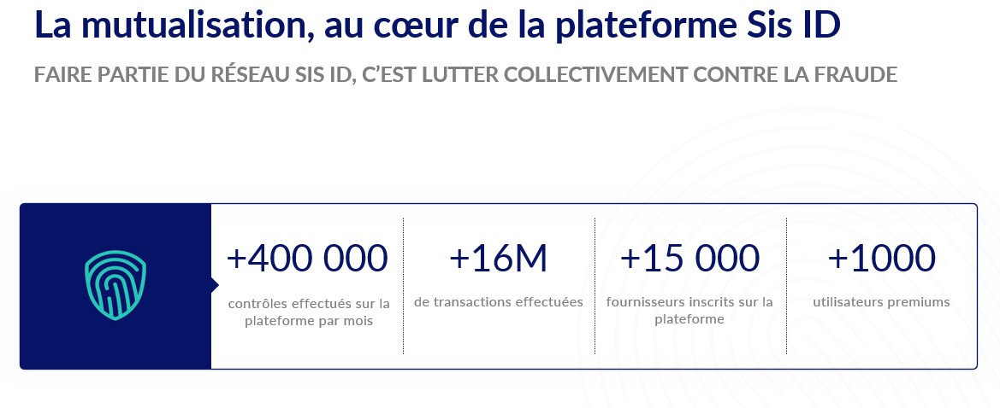 La mutualisation, au cœur de la plateforme Sis ID
FAIRE PARTIE DU RÉSEAU SIS ID, C’EST LUTTER COLLECTIVEMENT CONTRE LA FRAUDE
+400 000
contrôles effectués sur la
plateforme par mois
+16M
de transactions effectuées
+15 000
fournisseurs inscrits sur la
plateforme
+1000
utilisateurs premiums